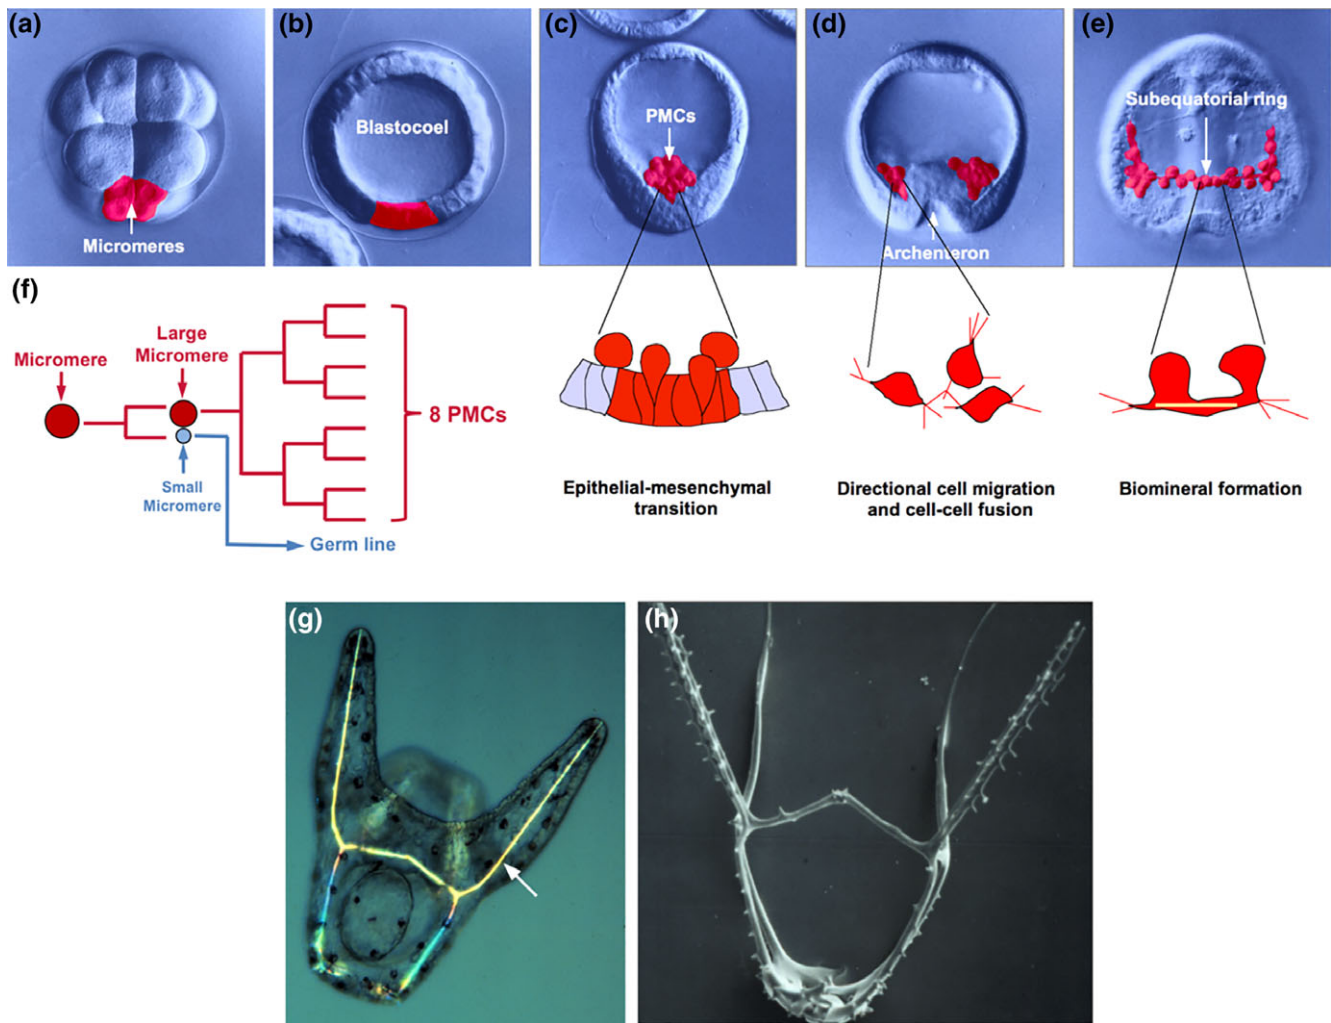 (a)
Micromeres
(b)
Blastocoel
(c)
PMCs
(d)
Archenteron
(e)
Subequatorial ring
(f)
Micromere
Large
Micromere
Small
Micromere
8 PMCs
Germ line
Epithelial-mesenchymal
transition
Directional cell migration
and cell-cell fusion
Biomineral formation
(g)
(h)